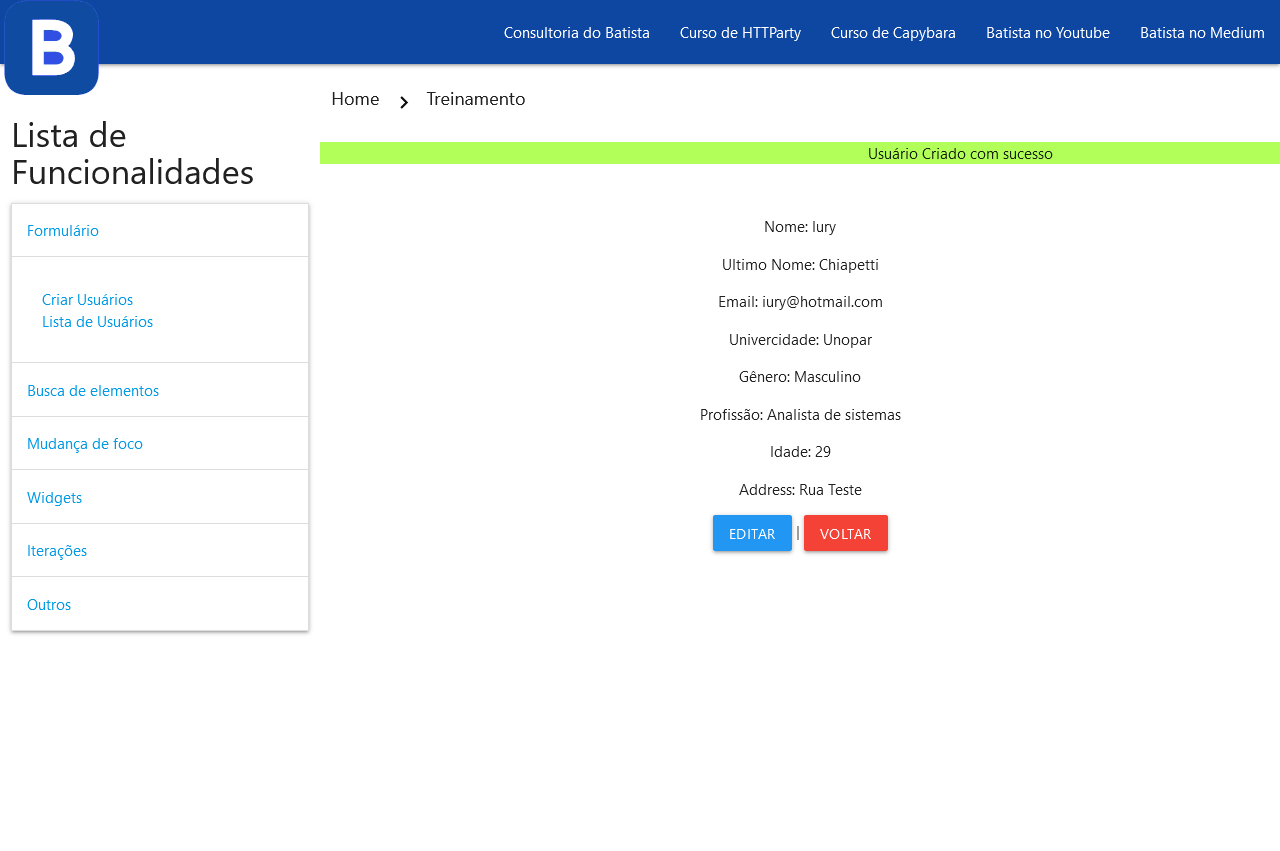 B
Consultoria do Batista
Curso de HTTParty
Curso de Capybara
Batista no Youtube
Batista no Medium
Home
Treinamento
Lista de
Funcionalidades
Formulário
Criar Usuários
Lista de Usuários
Busca de elementos
Mudança de foco
Widgets
Iterações
Outros
Usuário Criado com sucesso
Nome: Iury
Ultimo Nome: Chiapetti
Email: iury@hotmail.com
Univercidade: Unopar
Gênero: Masculino
Profissão: Analista de sistemas
Idade: 29
Address: Rua Teste
EDITAR | VOLTAR